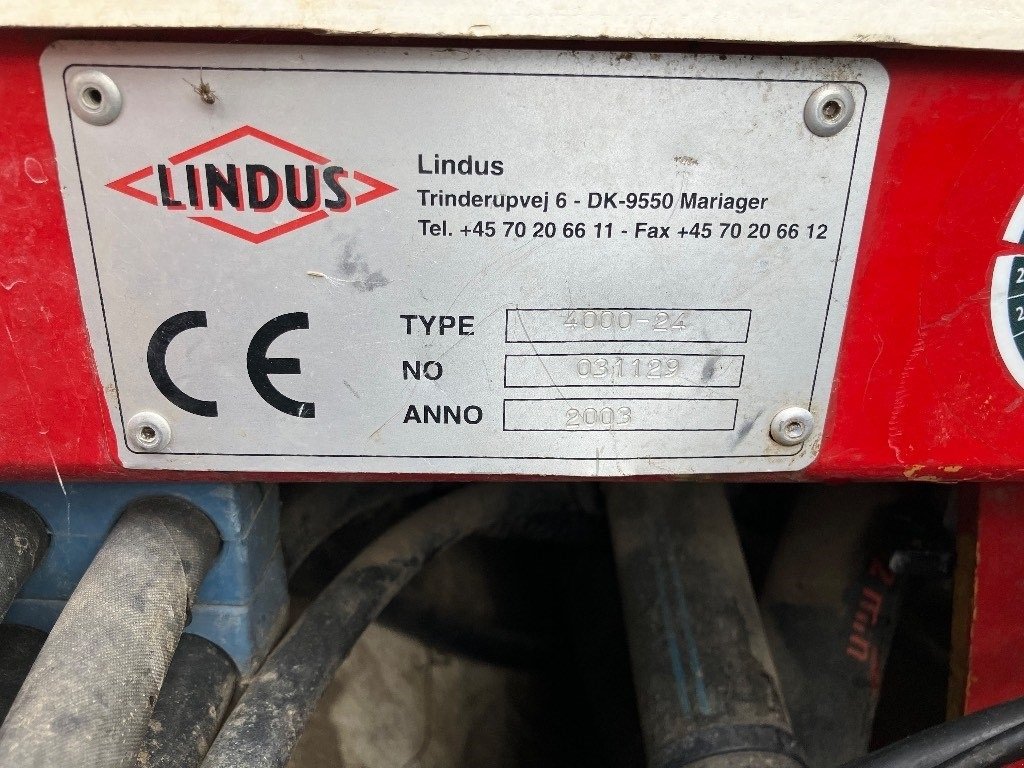 LINDUS
Lindus
Trinderupvej 6 - DK-9550 Mariager
Tel. +45 70 20 66 11 - Fax +45 70 20 66 12
CE
TYPE 4000-24
NO 031129
ANNO 2003